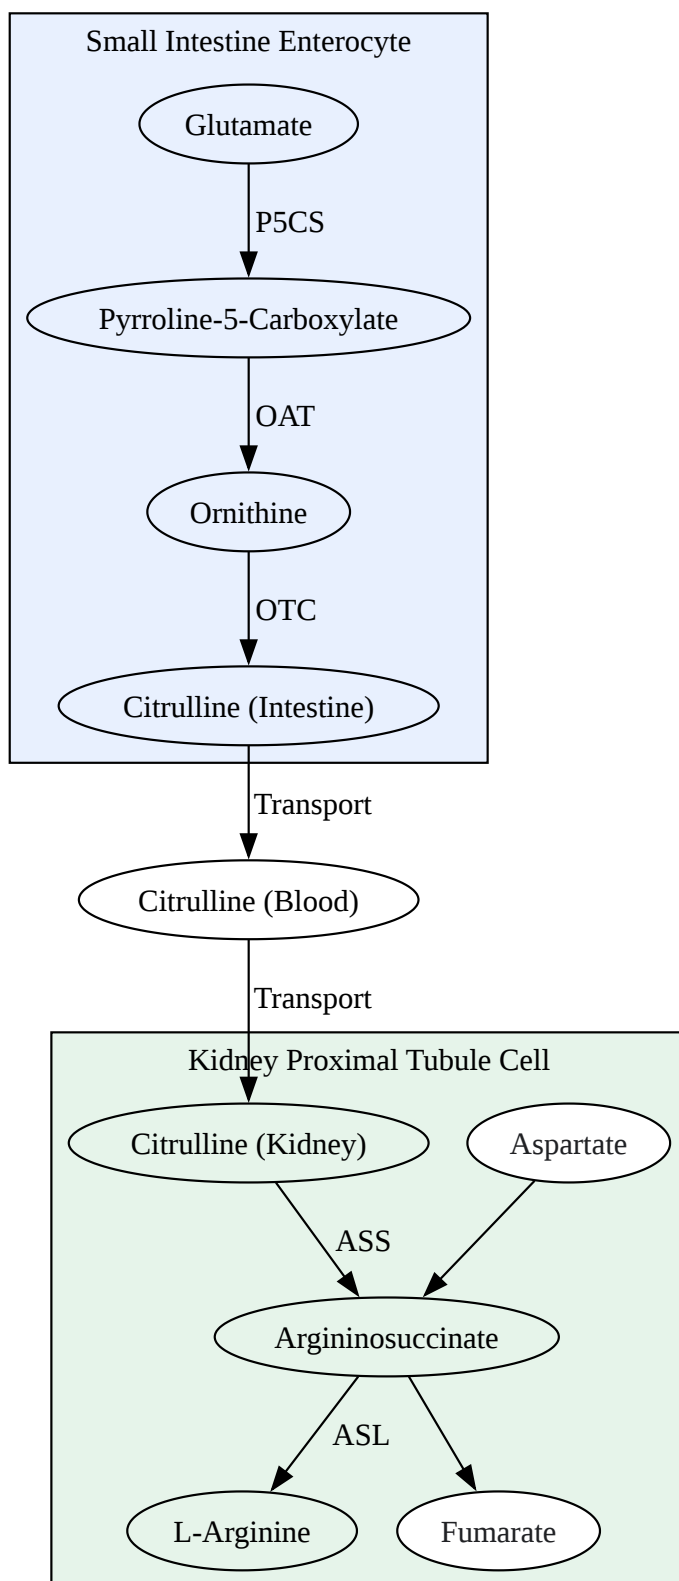 Small Intestine Enterocyte
Glutamate
P5CS
Pyrroline-5-Carboxylate
OAT
Ornithine
OTC
Citrulline (Intestine)
Transport
Citrulline (Blood)
Transport
Kidney Proximal Tubule Cell
Citrulline (Kidney)
Aspartate
ASS
Argininosuccinate
ASL
L-Arginine
Fumarate